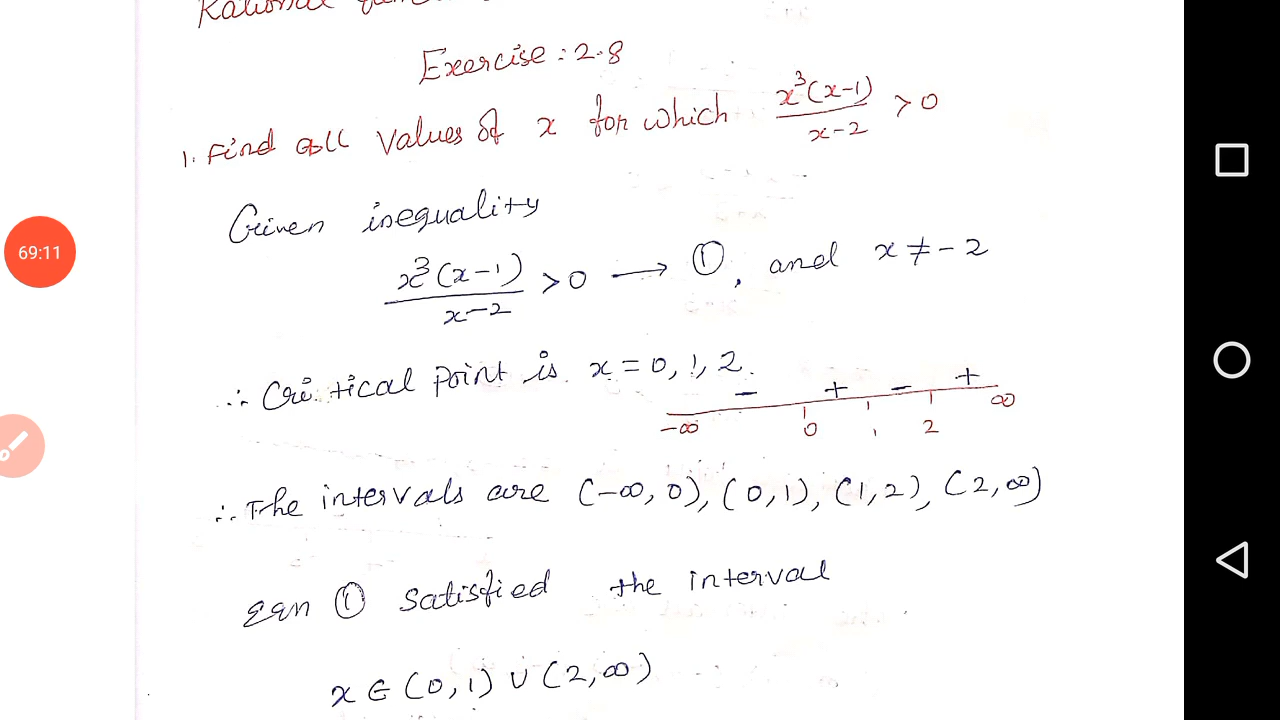 Rational
Exercise : 2.8
1. Find all values of x for which x³(x-1)/x-2 > 0
Given inequality
x³(x-1)/x-2 > 0 → ①, and x ≠ -2
∴ Critical point is x = 0, 1, 2.
- + - +
-∞ 0 1 2 ∞
∴ The intervals are (-∞, 0), (0, 1), (1, 2), (2, ∞)
Eqn ① satisfied the interval
x ∈ (0, 1) ∪ (2, ∞)
69:11